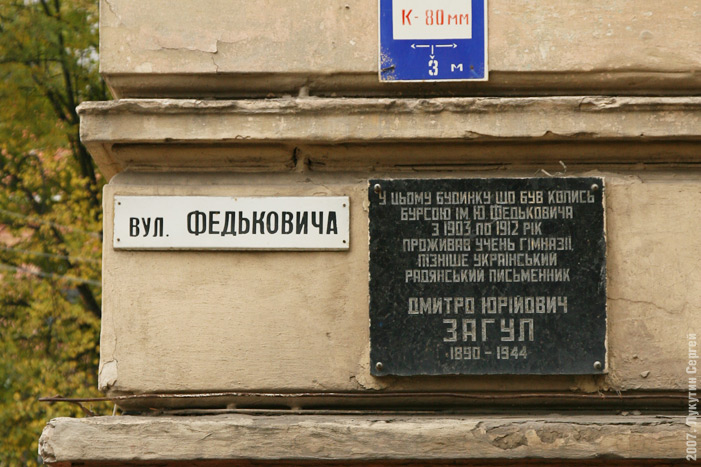 К-80мм
3 м
вул. ФЕДЬКОВИЧА
У ЦЬОМУ БУДИНКУ ЩО БУВ КОЛИСЬ
БУРСОЮ ІМ. Ю. ФЕДЬКОВИЧА
З 1903 ПО 1912 РІК
ПРОЖИВАВ УЧЕНЬ ГІМНАЗІЇ,
ПІЗНІШЕ УКРАЇНСЬКИЙ
РАДЯНСЬКИЙ ПИСЬМЕННИК
ДМИТРО ЮРІЙОВИЧ
ЗАГУЛ
1890 - 1944
2007, Лукутин Сергей